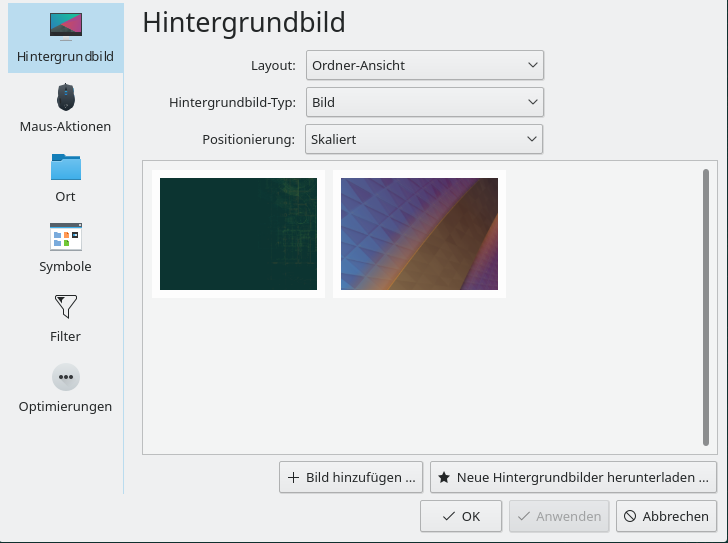 Hintergrundbild
Maus-Aktionen
Ort
Symbole
Filter
Optimierungen
Hintergrundbild
Layout: Ordner-Ansicht
Hintergrundbild-Typ: Bild
Positionierung: Skaliert
Bild hinzufügen ... Neue Hintergrundbilder herunterladen ...
OK Anwenden Abbrechen